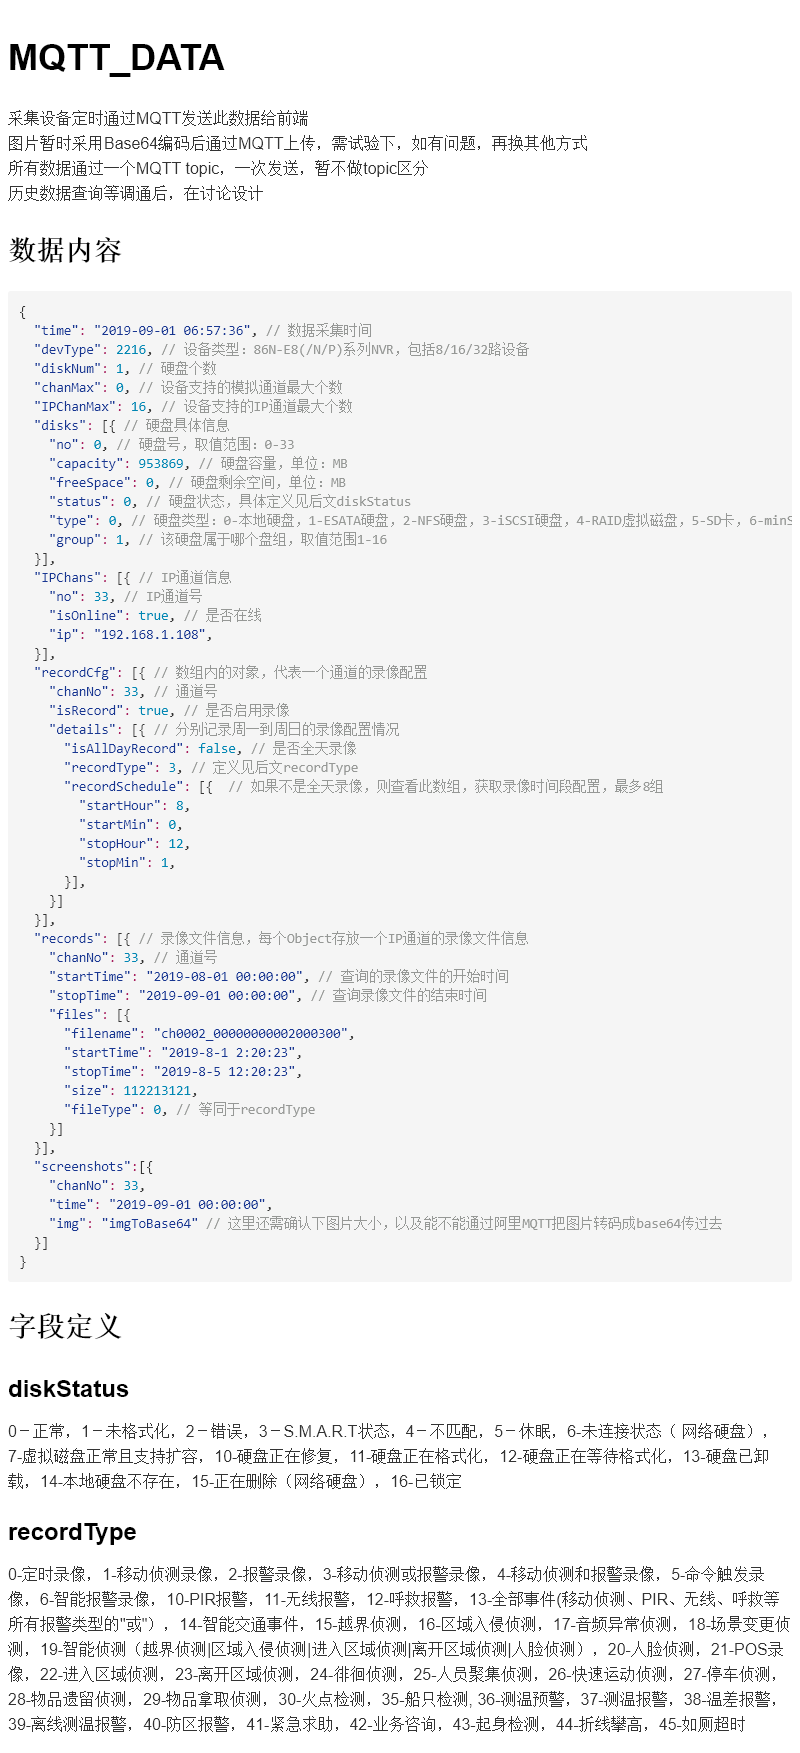 MQTT_DATA
采集设备定时通过MQTT发送此数据给前端
图片暂时采用Base64编码后通过MQTT上传，需试验下，如有问题，再换其他方式
所有数据通过一个MQTT topic，一次发送，暂不做topic区分
历史数据查询等调通后，在讨论设计
数据内容
{
"time": "2019-09-01 06:57:36", // 数据采集时间
"devType": 2216, // 设备类型：86N-E8(/N/P)系列NVR，包括8/16/32路设备
"diskNum": 1, // 硬盘个数
"chanMax": 0, // 设备支持的模拟通道最大个数
"IPChanMax": 16, // 设备支持的IP通道最大个数
"disks": [{ // 硬盘具体信息
"no": 0, // 硬盘号，取值范围：0-33
"capacity": 953869, // 硬盘容量，单位：MB
"freeSpace": 0, // 硬盘剩余空间，单位：MB
"status": 0, // 硬盘状态，具体定义见后文diskStatus
"type": 0, // 硬盘类型：0-本地硬盘，1-ESATA硬盘，2-NFS硬盘，3-iSCSI硬盘，4-RAID虚拟磁盘，5-SD卡，6-minS
"group": 1, // 该硬盘属于哪个盘组，取值范围1-16
}],
"IPChans": [{ // IP通道信息
"no": 33, // IP通道号
"isOnline": true, // 是否在线
"ip": "192.168.1.108",
}],
"recordCfg": [{ // 数组内的对象，代表一个通道的录像配置
"chanNo": 33, // 通道号
"isRecord": true, // 是否启用录像
"details": [{ // 分别记录周一到周日的录像配置情况
"isAllDayRecord": false, // 是否全天录像
"recordType": 3, // 定义见后文recordType
"recordSchedule": [{  // 如果不是全天录像，则查看此数组，获取录像时间段配置，最多8组
"startHour": 8,
"startMin": 0,
"stopHour": 12,
"stopMin": 1,
}],
}]
}],
"records": [{ // 录像文件信息，每个Object存放一个IP通道的录像文件信息
"chanNo": 33, // 通道号
"startTime": "2019-08-01 00:00:00", // 查询的录像文件的开始时间
"stopTime": "2019-09-01 00:00:00", // 查询录像文件的结束时间
"files": [{
"filename": "ch0002_00000000002000300",
"startTime": "2019-8-1 2:20:23",
"stopTime": "2019-8-5 12:20:23",
"size": 112213121,
"fileType": 0, // 等同于recordType
}]
}],
"screenshots":[{
"chanNo": 33,
"time": "2019-09-01 00:00:00",
"img": "imgToBase64" // 这里还需确认下图片大小，以及能不能通过阿里MQTT把图片转码成base64传过去
}]
}
字段定义
diskStatus
0－正常，1－未格式化，2－错误，3－S.M.A.R.T状态，4－不匹配，5－休眠，6-未连接状态（ 网络硬盘），
7-虚拟磁盘正常且支持扩容，10-硬盘正在修复，11-硬盘正在格式化，12-硬盘正在等待格式化，13-硬盘已卸
载，14-本地硬盘不存在，15-正在删除（网络硬盘），16-已锁定
recordType
0-定时录像，1-移动侦测录像，2-报警录像，3-移动侦测或报警录像，4-移动侦测和报警录像，5-命令触发录
像，6-智能报警录像，10-PIR报警，11-无线报警，12-呼救报警，13-全部事件(移动侦测、PIR、无线、呼救等
所有报警类型的"或")，14-智能交通事件，15-越界侦测，16-区域入侵侦测，17-音频异常侦测，18-场景变更侦
测，19-智能侦测（越界侦测|区域入侵侦测|进入区域侦测|离开区域侦测|人脸侦测），20-人脸侦测，21-POS录
像，22-进入区域侦测，23-离开区域侦测，24-徘徊侦测，25-人员聚集侦测，26-快速运动侦测，27-停车侦测，
28-物品遗留侦测，29-物品拿取侦测，30-火点检测，35-船只检测, 36-测温预警，37-测温报警，38-温差报警，
39-离线测温报警，40-防区报警，41-紧急求助，42-业务咨询，43-起身检测，44-折线攀高，45-如厕超时